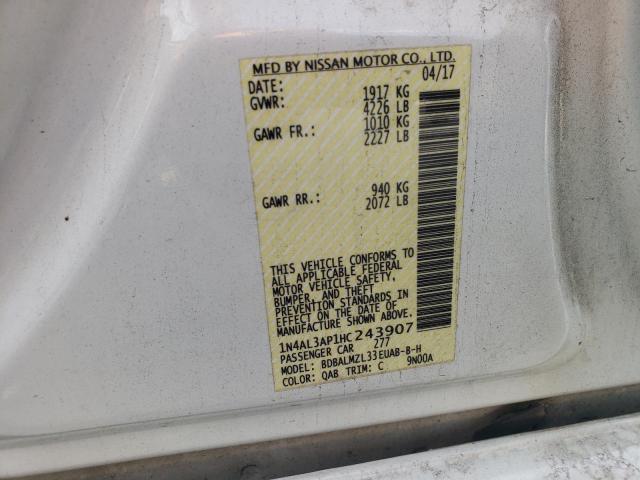 MFD BY NISSAN MOTOR CO., LTD.
DATE: 04/17
GVWR: 1917 KG
4226 LB
GAWR FR.: 1010 KG
2227 LB
GAWR RR.: 940 KG
2072 LB
THIS VEHICLE CONFORMS TO
ALL APPLICABLE FEDERAL
MOTOR VEHICLE SAFETY,
BUMPER, AND THEFT
PREVENTION STANDARDS IN
EFFECT ON THE DATE OF
MANUFACTURE SHOWN ABOVE.
1N4AL3AP1HC243907
PASSENGER CAR 277
MODEL: BDBALMZL33EUAB-B-H
COLOR: QAB TRIM: C 9N00A